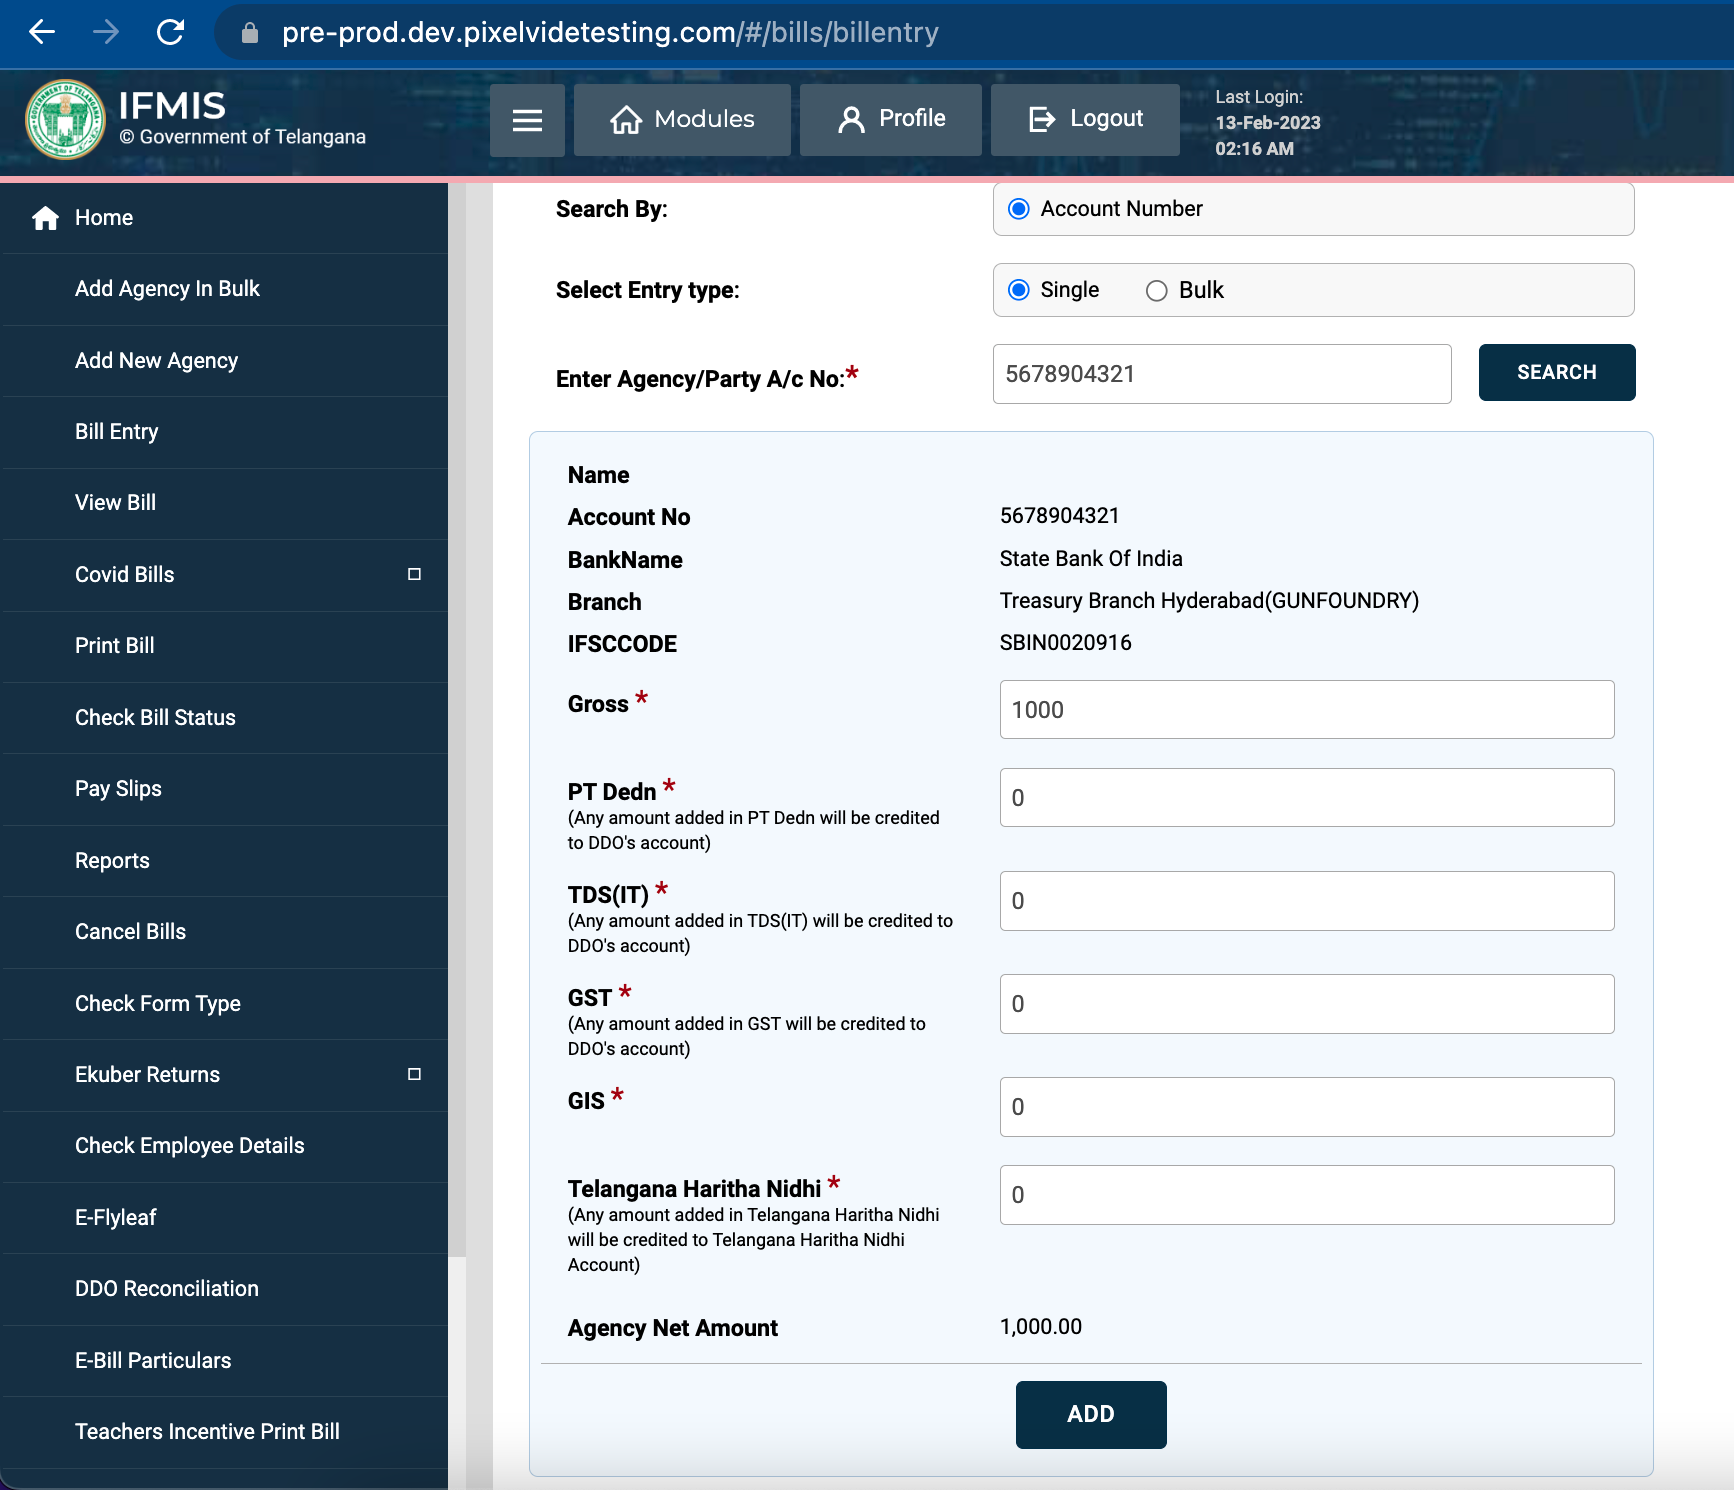 pre-prod.dev.pixelvidetesting.com/#/bills/billentry
IFMIS
© Government of Telangana
Modules
Profile
Logout
Last Login:
13-Feb-2023
02:16 AM
Home
Add Agency In Bulk
Add New Agency
Bill Entry
View Bill
Covid Bills
Print Bill
Check Bill Status
Pay Slips
Reports
Cancel Bills
Check Form Type
Ekuber Returns
Check Employee Details
E-Flyleaf
DDO Reconciliation
E-Bill Particulars
Teachers Incentive Print Bill
Search By:
Account Number
Select Entry type:
Single
Bulk
Enter Agency/Party A/c No:*
5678904321
SEARCH
Name
Account No
5678904321
BankName
State Bank Of India
Branch
Treasury Branch Hyderabad(GUNFOUNDRY)
IFSCCODE
SBIN0020916
Gross *
1000
PT Dedn *
(Any amount added in PT Dedn will be credited
to DDO's account)
0
TDS(IT) *
(Any amount added in TDS(IT) will be credited to
DDO's account)
0
GST *
(Any amount added in GST will be credited to
DDO's account)
0
GIS *
0
Telangana Haritha Nidhi *
(Any amount added in Telangana Haritha Nidhi
will be credited to Telangana Haritha Nidhi
Account)
0
Agency Net Amount
1,000.00
ADD